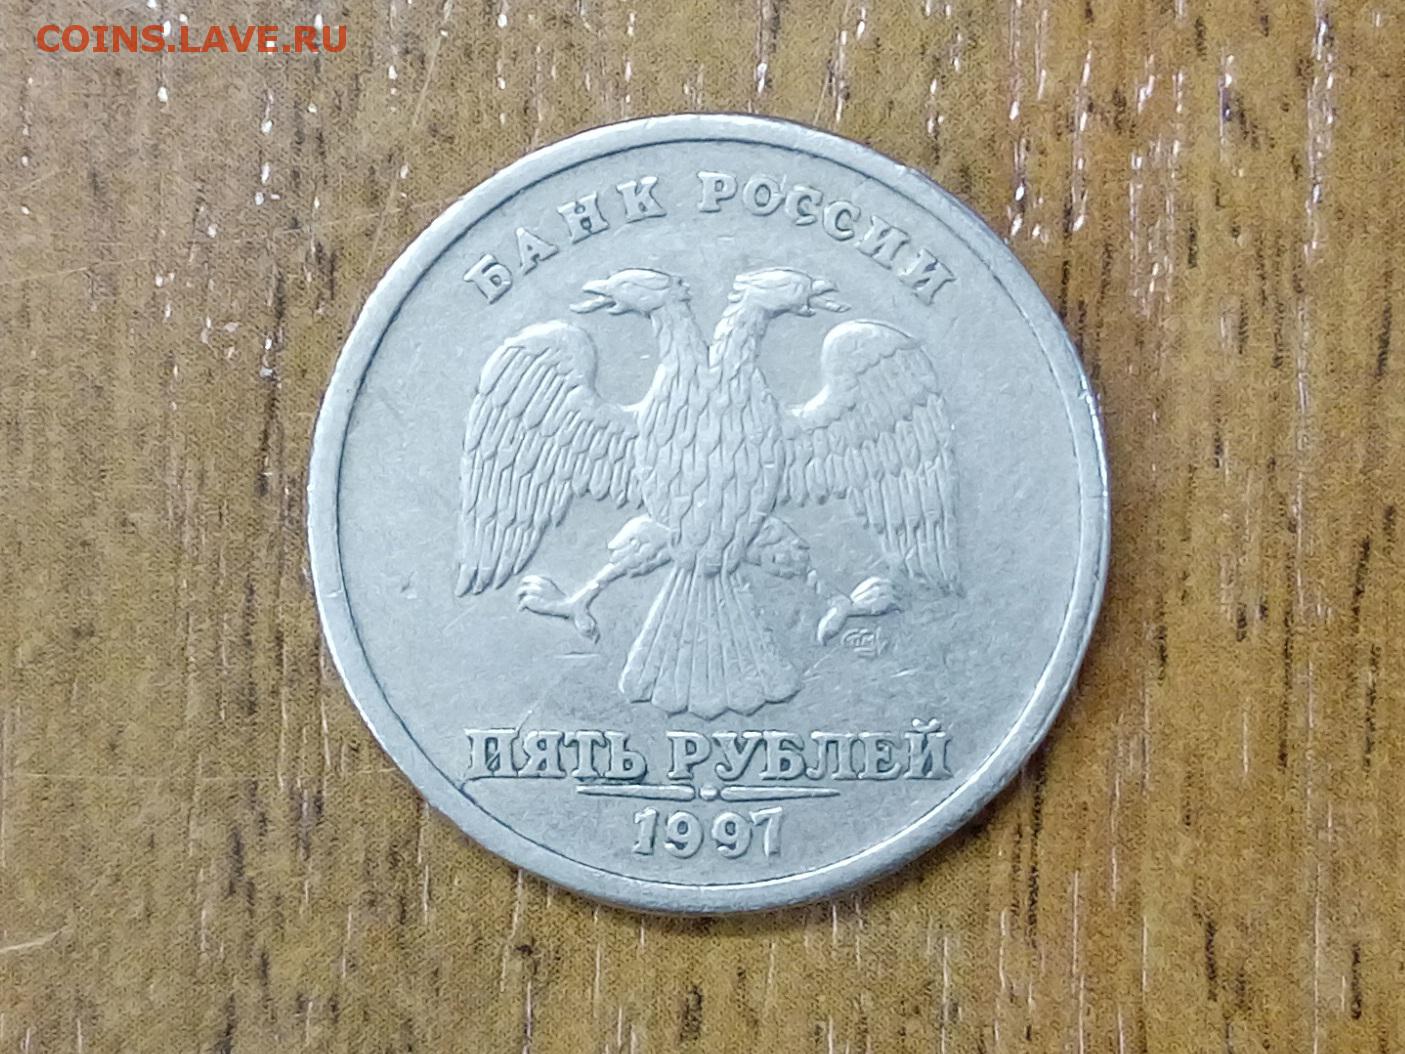 COINS.LAVE.RU
БАНК РОССИИ
ПЯТЬ РУБЛЕЙ
1997